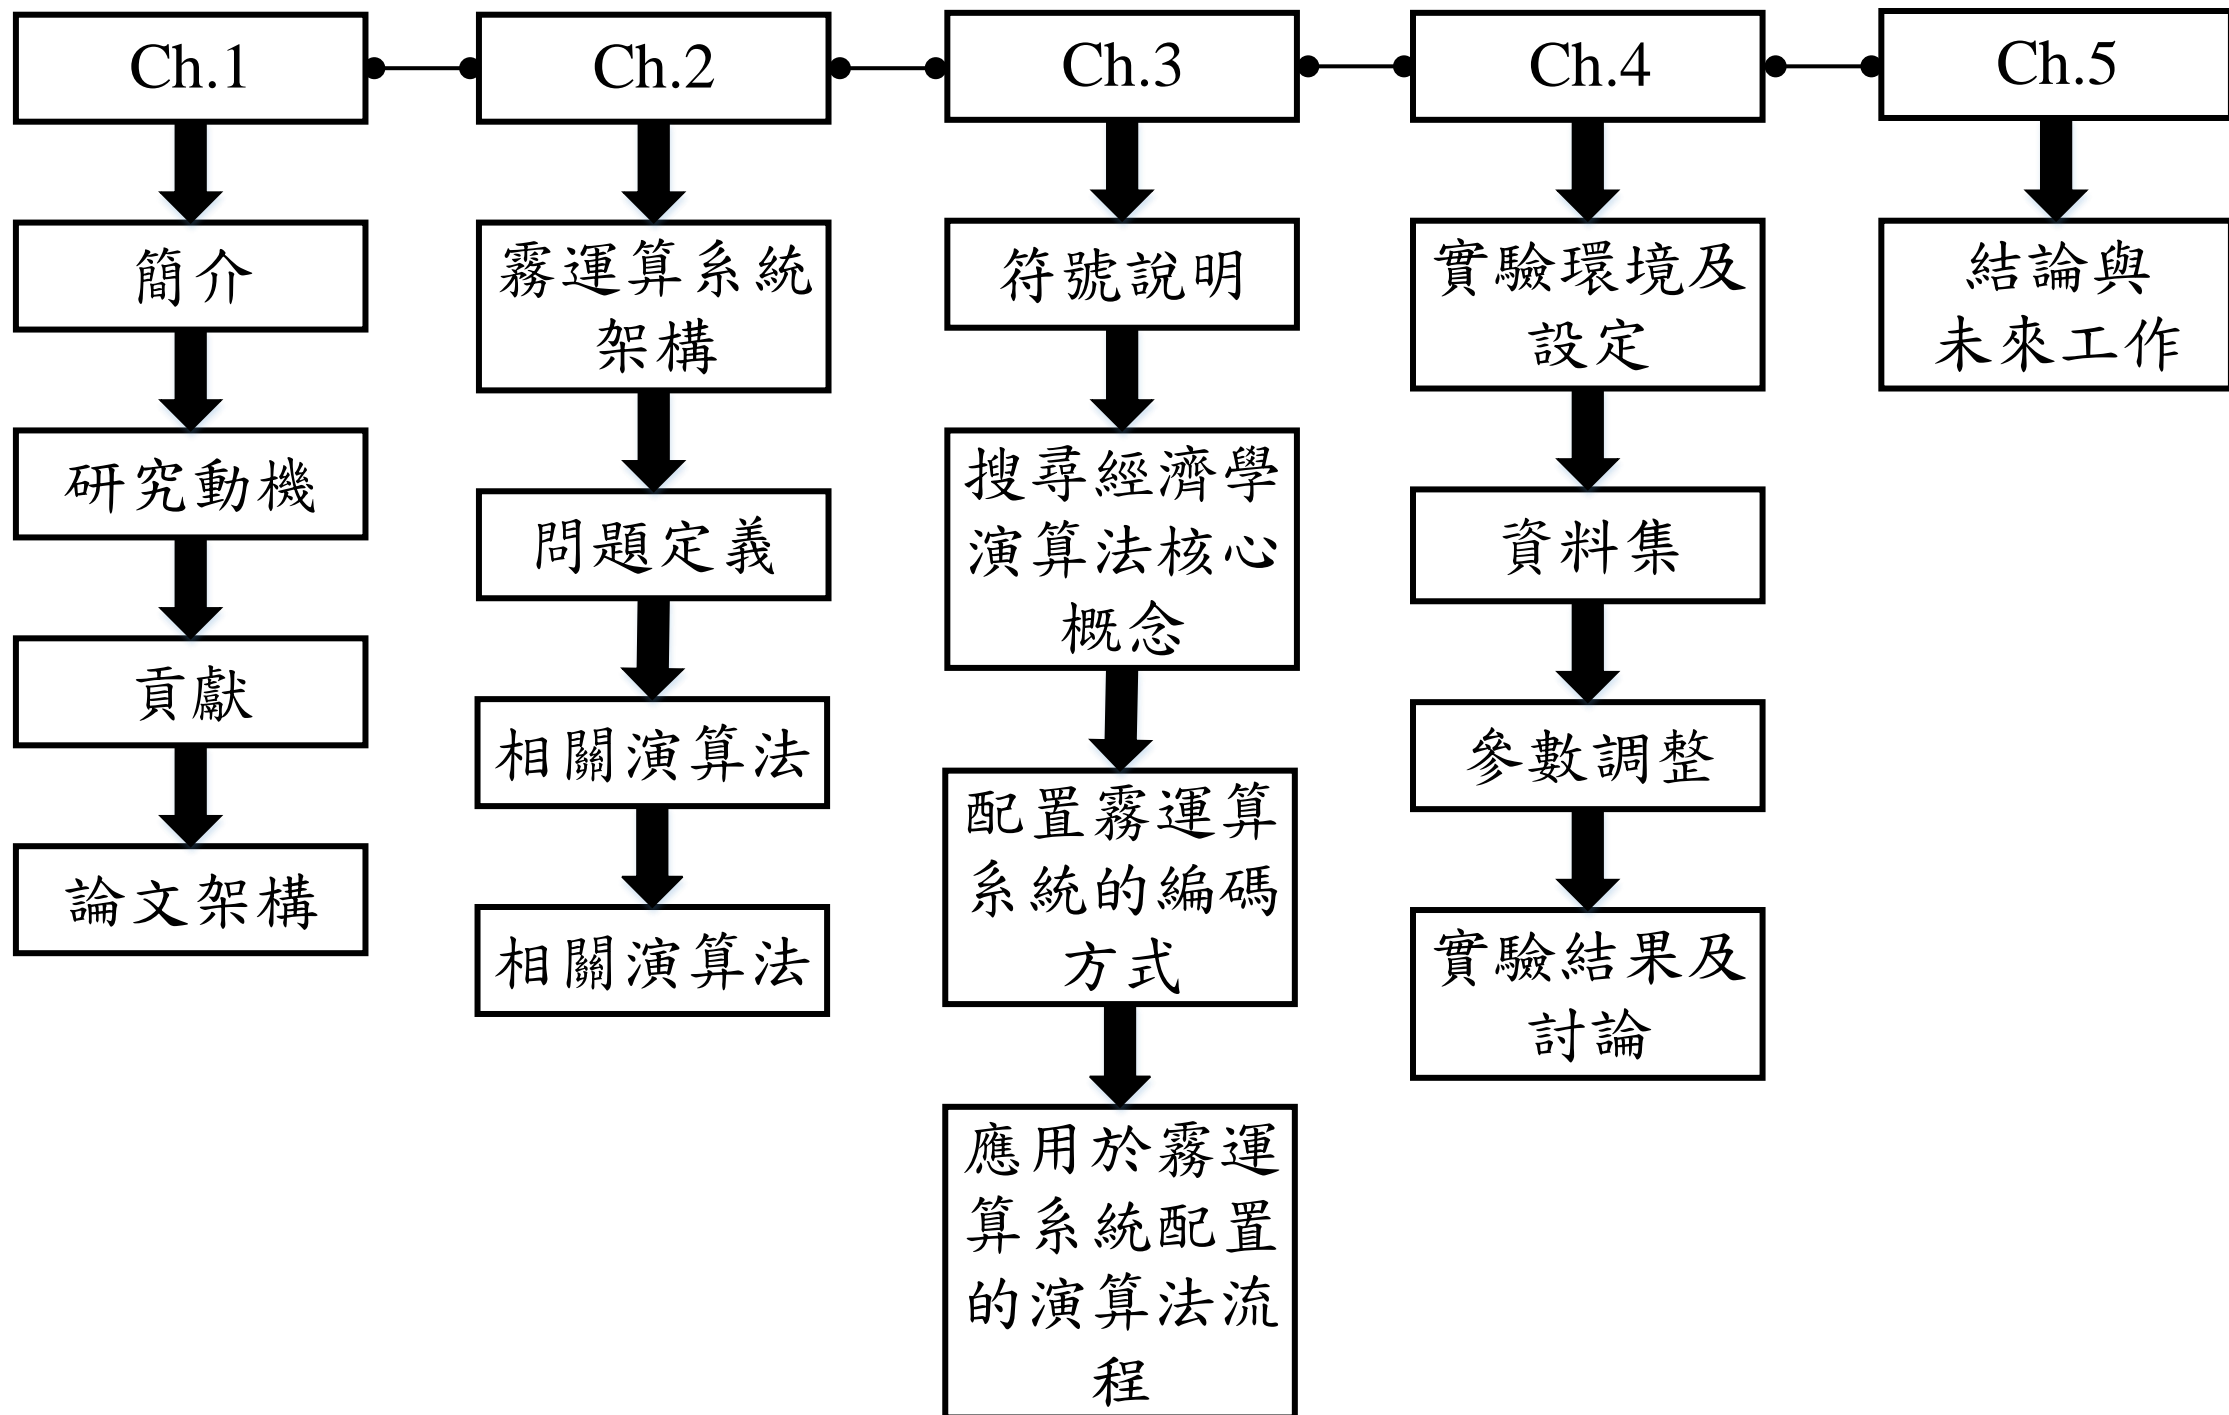 Ch.1
簡介
研究動機
貢獻
論文架構
Ch.2
霧運算系統
架構
問題定義
相關演算法
相關演算法
Ch.3
符號說明
搜尋經濟學
演算法核心
概念
配置霧運算
系統的編碼
方式
應用於霧運
算系統配置
的演算法流
程
Ch.4
實驗環境及
設定
資料集
參數調整
實驗結果及
討論
Ch.5
結論與
未來工作